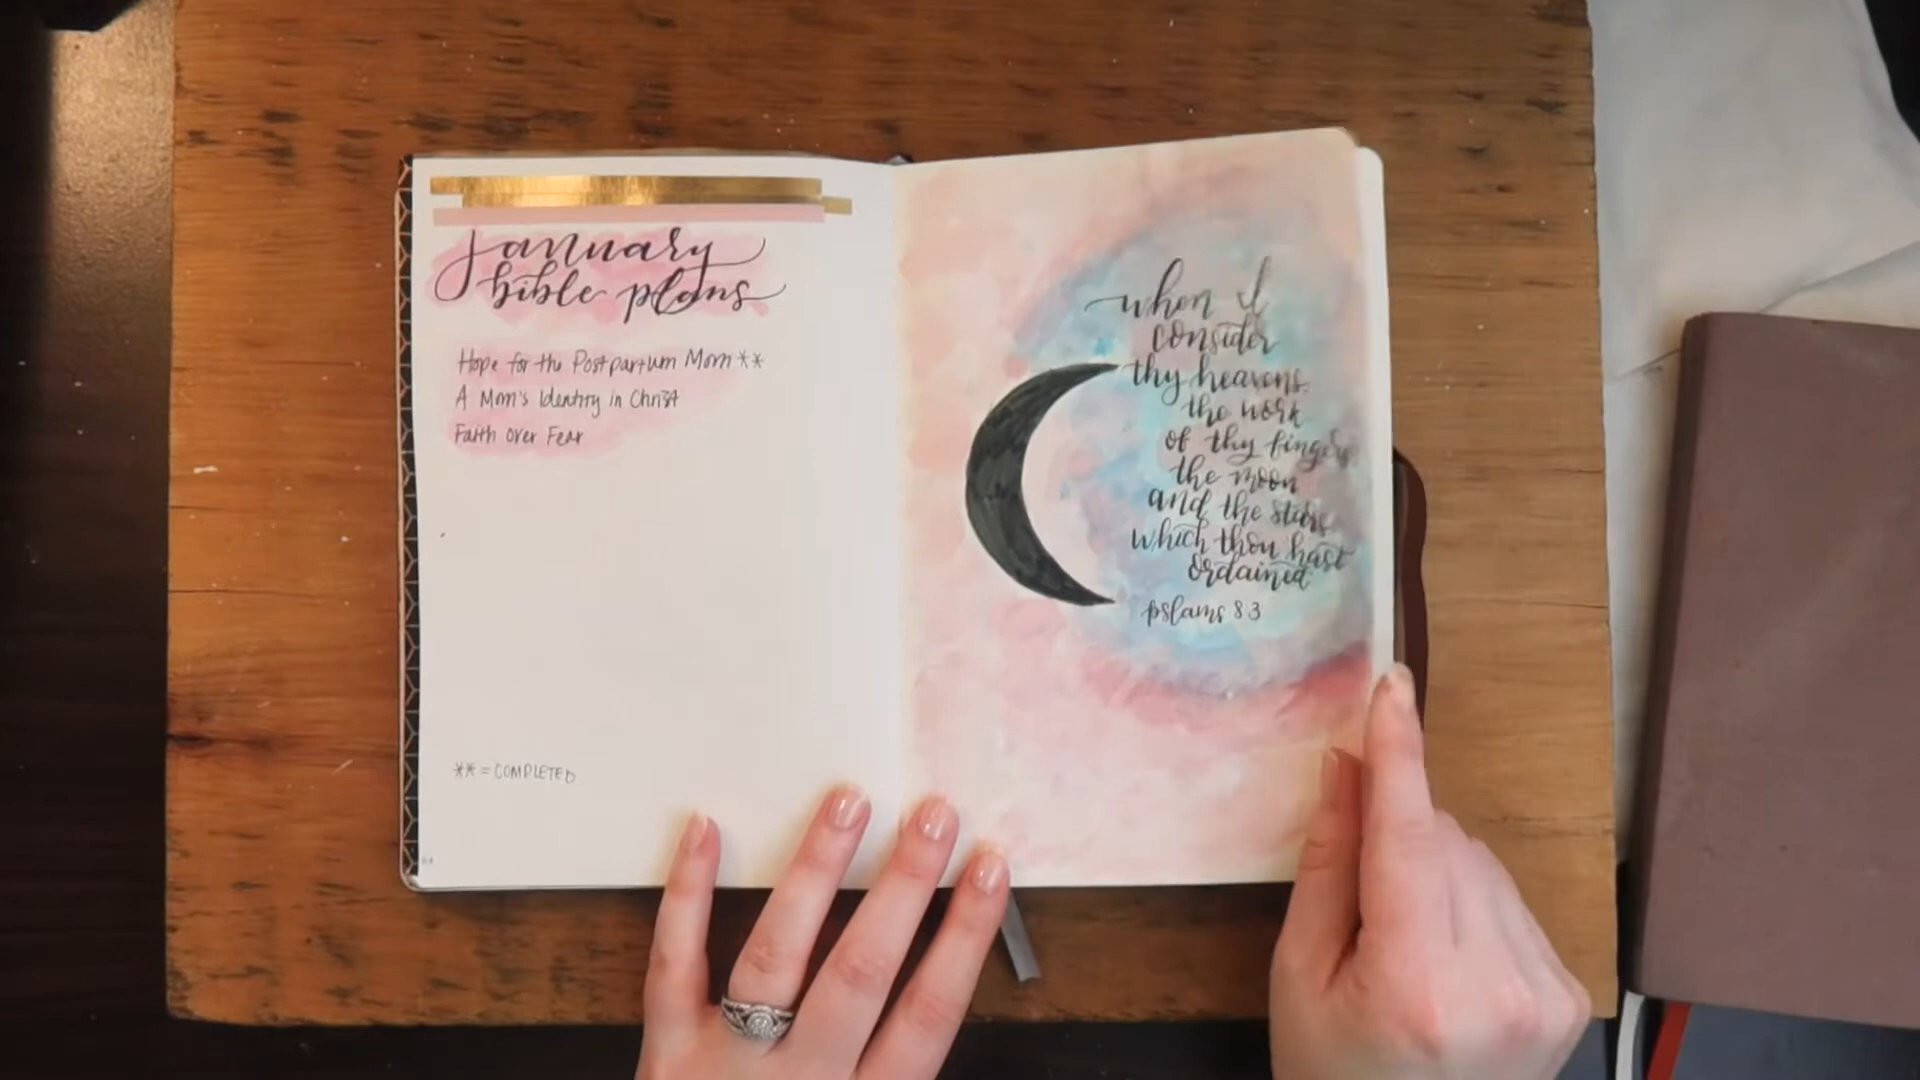 january
bible plans
Hope for the Postpartum Mom **
A Mom's Identity in Christ
Faith over Fear
** = COMPLETED
when I
consider
thy heavens
the work
of thy fingers
the moon
and the stars
which thou hast
ordained
pslams 8 3